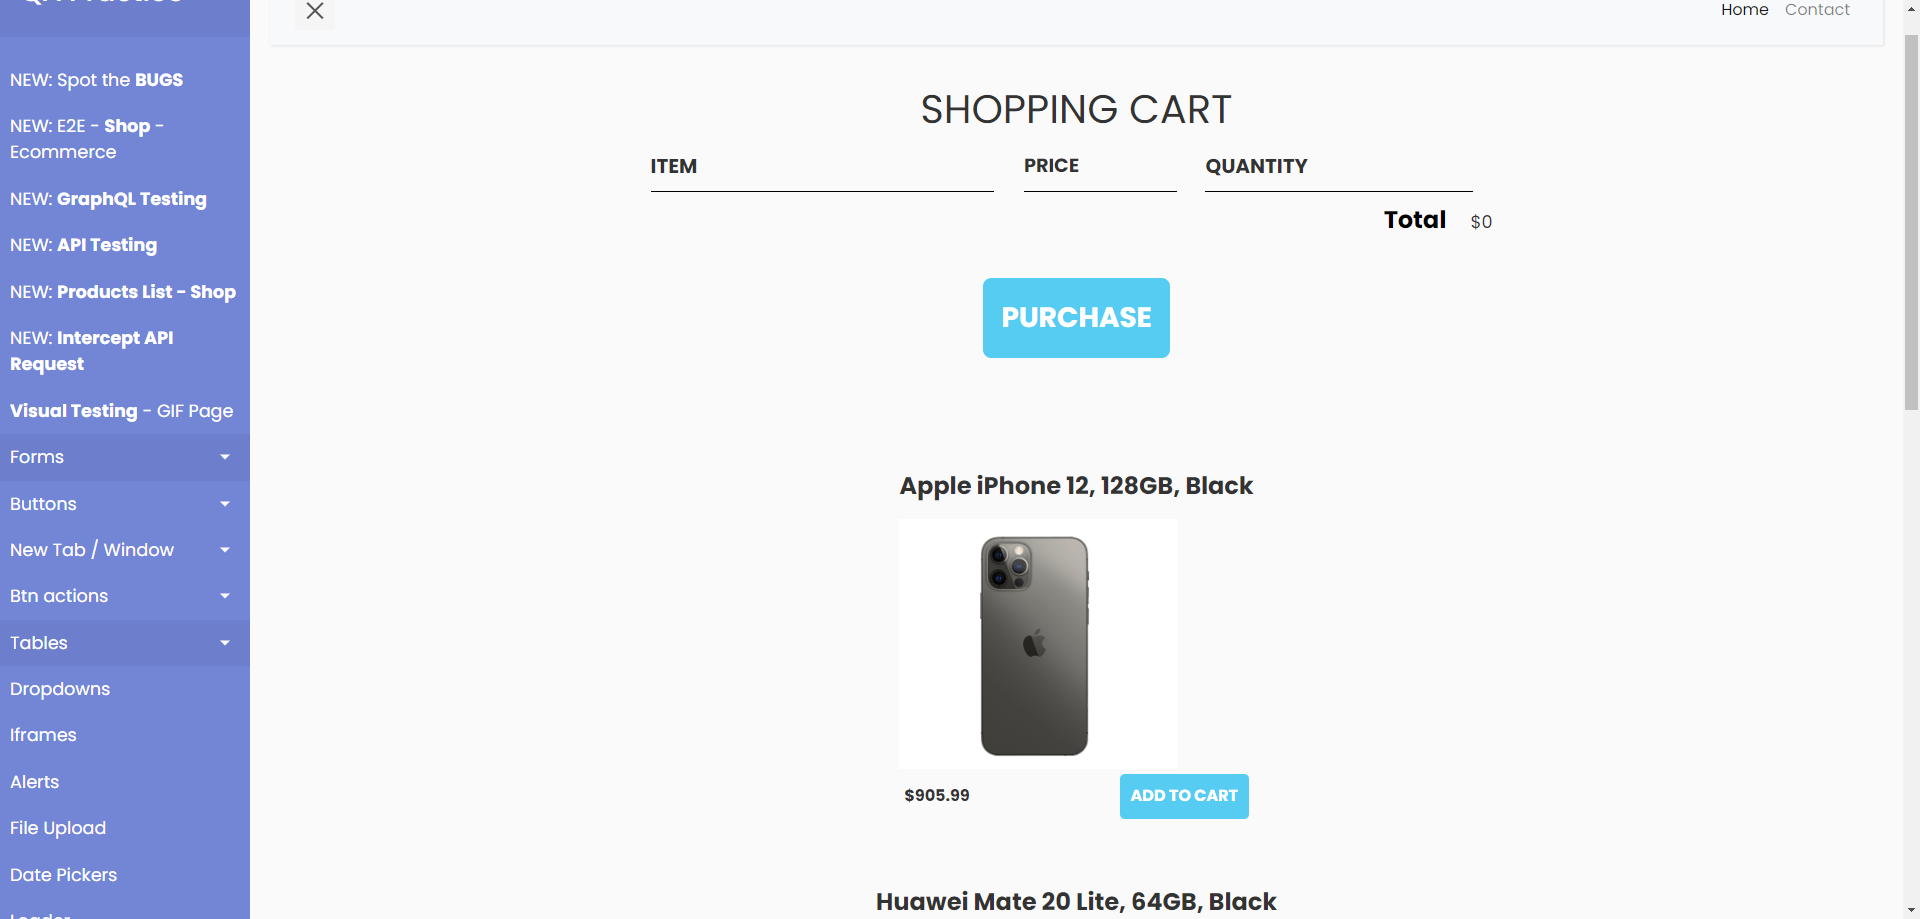 Home Contact
NEW: Spot the BUGS
NEW: E2E - Shop -
Ecommerce
NEW: GraphQL Testing
NEW: API Testing
NEW: Products List - Shop
NEW: Intercept API
Request
Visual Testing - GIF Page
Forms
Buttons
New Tab / Window
Btn actions
Tables
Dropdowns
Iframes
Alerts
File Upload
Date Pickers
SHOPPING CART
ITEM PRICE QUANTITY
Total $0
PURCHASE
Apple iPhone 12, 128GB, Black
$905.99 ADD TO CART
Huawei Mate 20 Lite, 64GB, Black